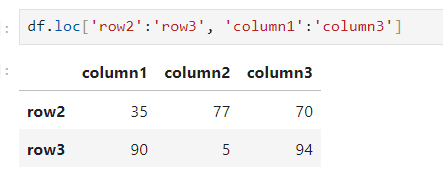 df.loc['row2':'row3', 'column1':'column3']
column1 column2 column3
row2 35 77 70
row3 90 5 94